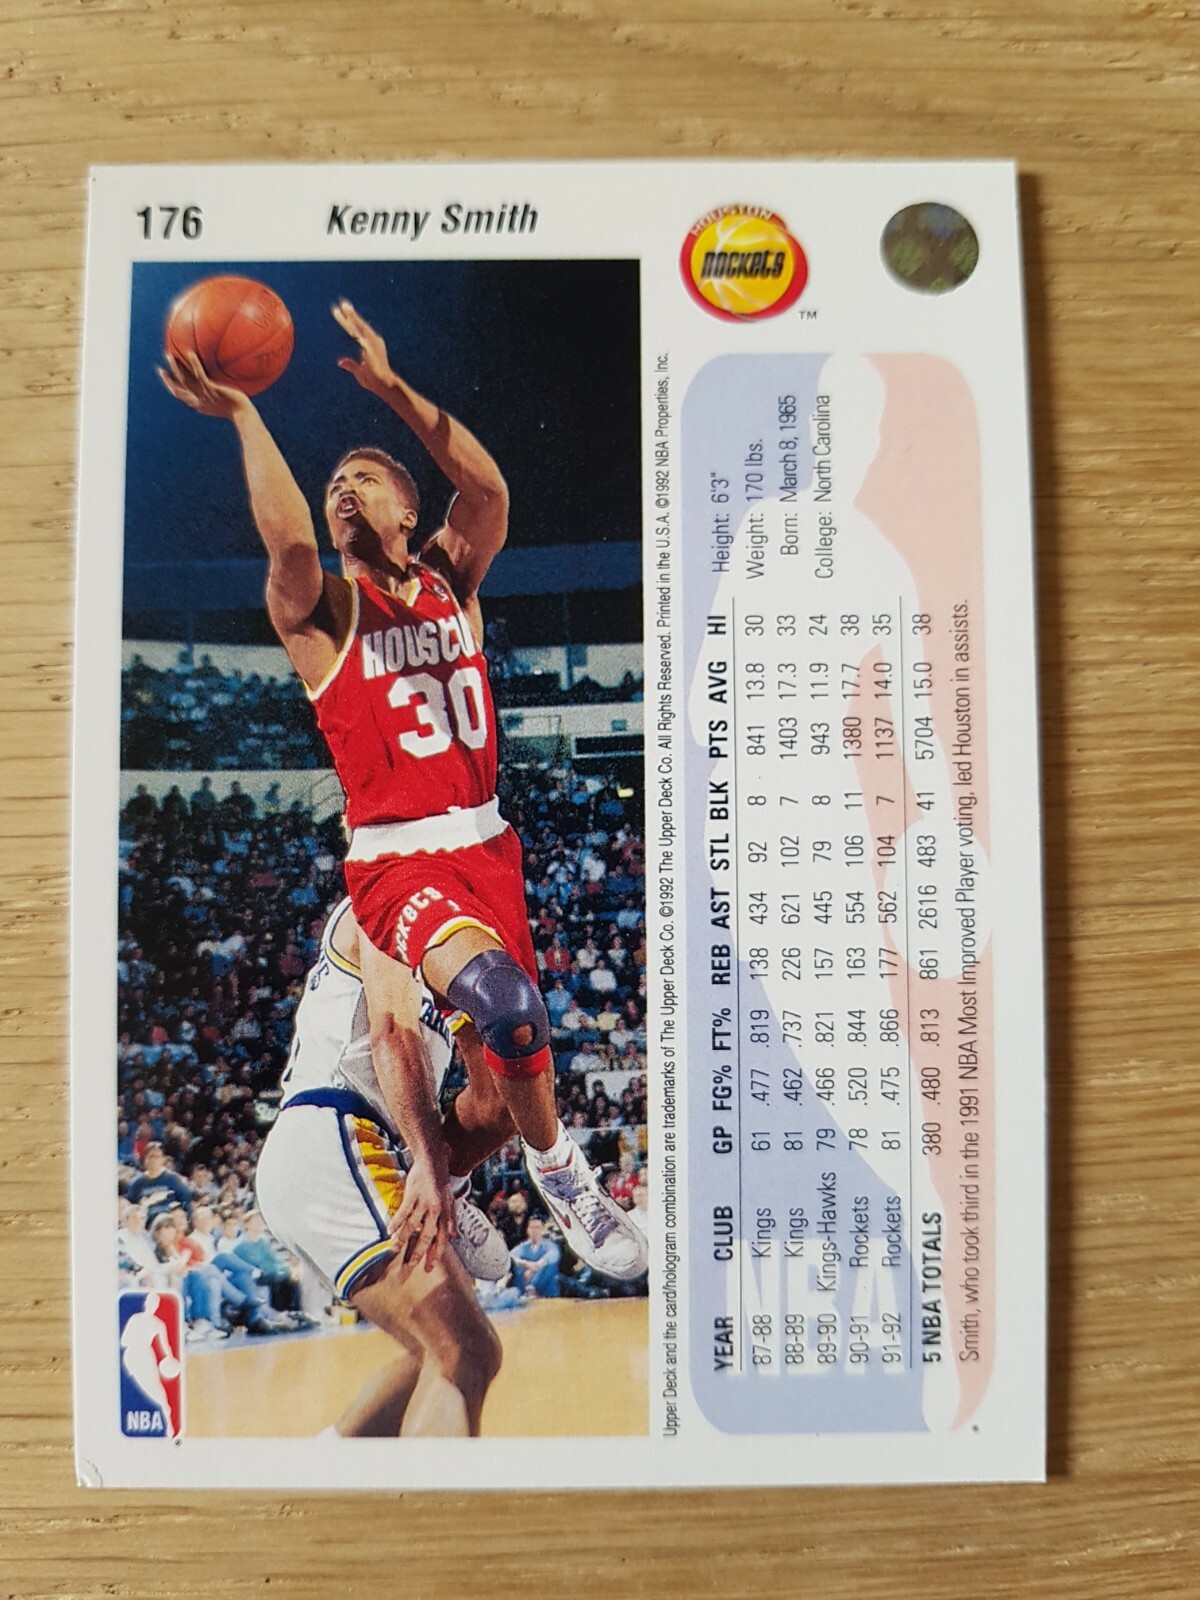 176
Kenny Smith
HOUSTON
ROCKETS
TM
HOUSTO
30
ROCKETS
NBA
Upper Deck and the card/hologram combination are trademarks of The Upper Deck Co. ©1992 The Upper Deck Co. All Rights Reserved. Printed in the U.S.A. ©1992 NBA Properties, Inc.
Height: 6'3"
Weight: 170 lbs.
Born: March 8, 1965
College: North Carolina
YEAR CLUB GP FG% FT% REB AST STL BLK PTS AVG HI
87-88 Kings 61 .477 .819 138 434 92 8 841 13.8 30
88-89 Kings 81 .462 .737 226 621 102 7 1403 17.3 33
89-90 Kings-Hawks 79 .466 .821 157 445 79 8 943 11.9 24
90-91 Rockets 78 .520 .844 163 554 106 11 1380 17.7 38
91-92 Rockets 81 .475 .866 177 562 104 7 1137 14.0 35
5 NBA TOTALS 380 .480 .813 861 2616 483 41 5704 15.0 38
Smith, who took third in the 1991 NBA Most Improved Player voting, led Houston in assists.
NBA